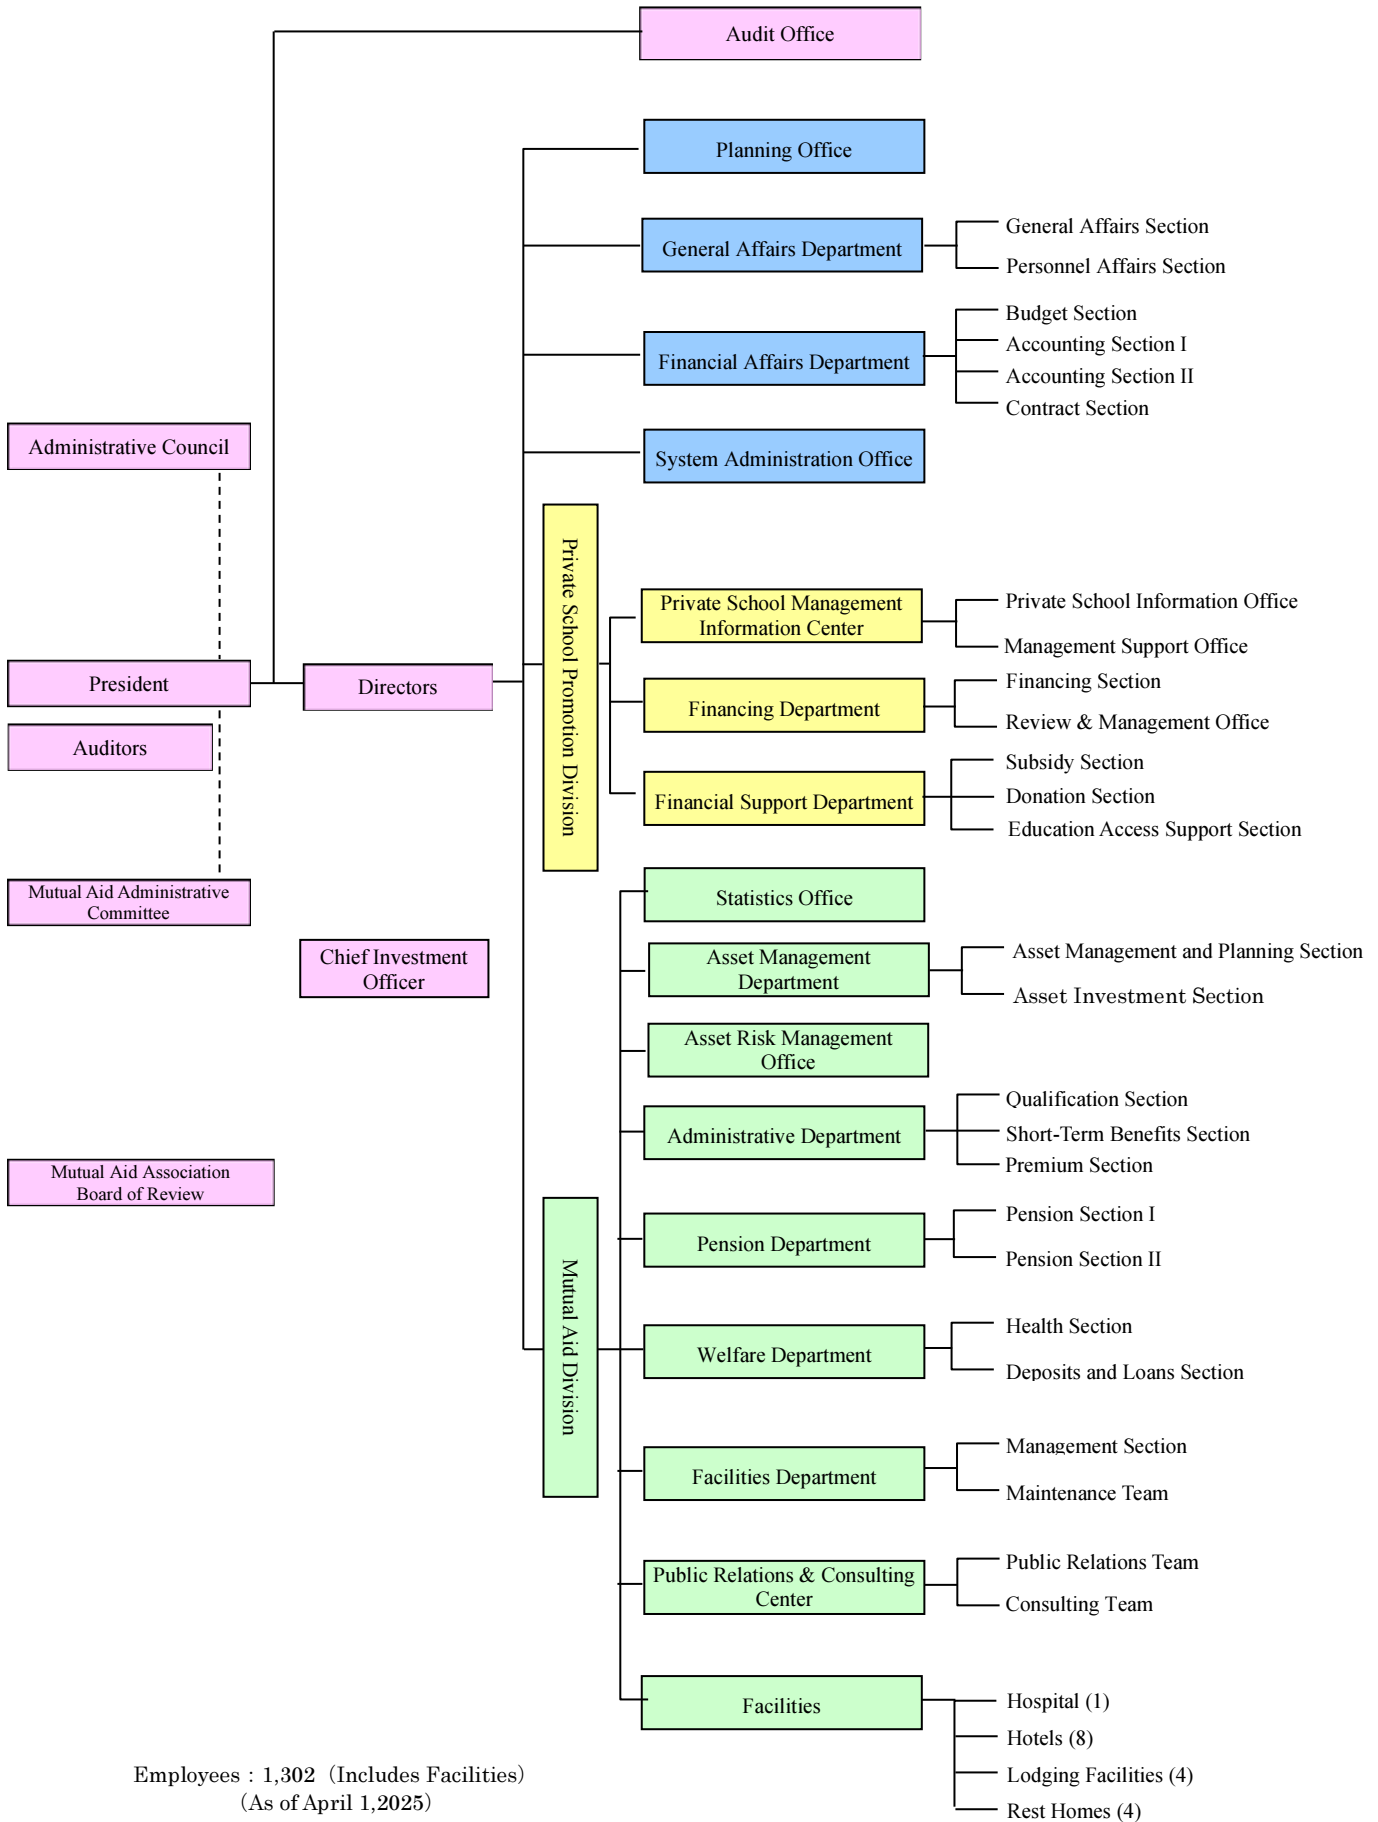 Audit Office
Planning Office
General Affairs Department
General Affairs Section
Personnel Affairs Section
Financial Affairs Department
Budget Section
Accounting Section I
Accounting Section II
Contract Section
Administrative Council
System Administration Office
Private School Promotion Division
Private School Management
Information Center
Private School Information Office
Management Support Office
President
Directors
Financing Department
Financing Section
Review & Management Office
Auditors
Financial Support Department
Subsidy Section
Donation Section
Education Access Support Section
Mutual Aid Administrative
Committee
Statistics Office
Chief Investment
Officer
Asset Management
Department
Asset Management and Planning Section
Asset Investment Section
Asset Risk Management
Office
Administrative Department
Qualification Section
Short-Term Benefits Section
Premium Section
Mutual Aid Association
Board of Review
Mutual Aid Division
Pension Department
Pension Section I
Pension Section II
Welfare Department
Health Section
Deposits and Loans Section
Facilities Department
Management Section
Maintenance Team
Public Relations & Consulting
Center
Public Relations Team
Consulting Team
Facilities
Hospital (1)
Hotels (8)
Lodging Facilities (4)
Rest Homes (4)
Employees：1,302（Includes Facilities）
（As of April 1,2025）